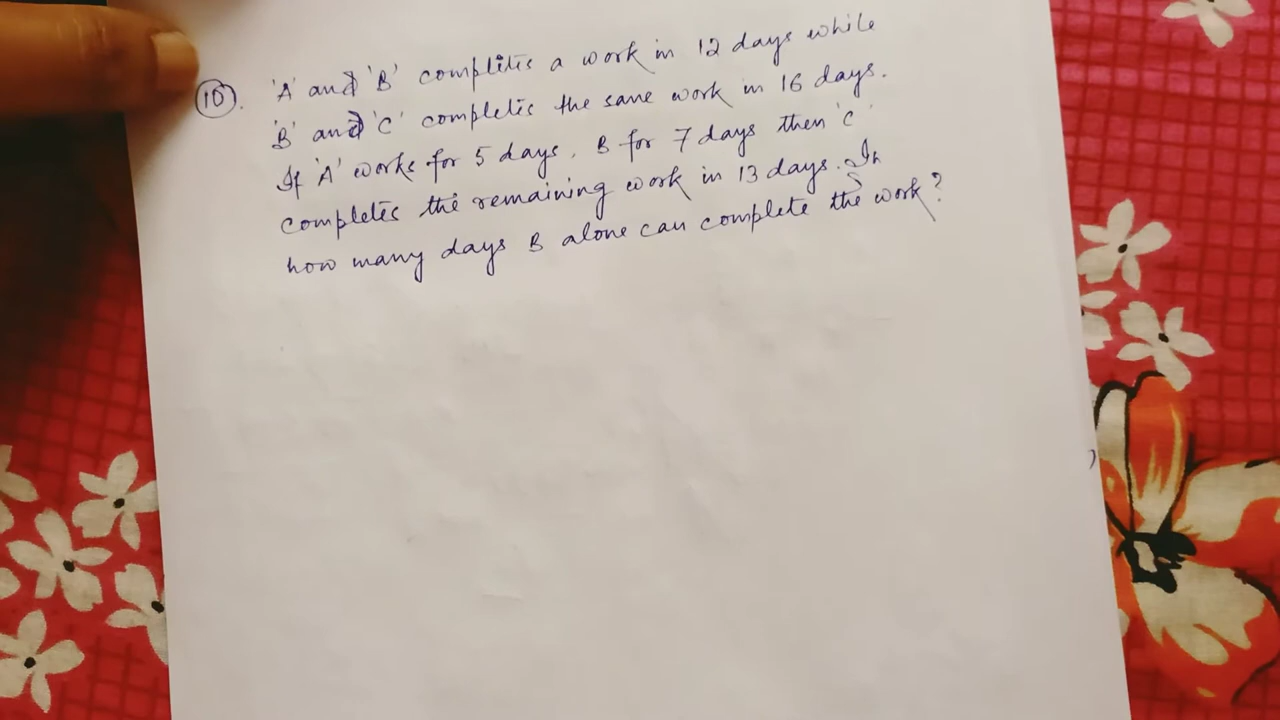 (10). 'A' and 'B' completes a work in 12 days while
'B' and 'C' completes the same work in 16 days.
If 'A' works for 5 days, B for 7 days then 'C'
completes the remaining work in 13 days. In
how many days B alone can complete the work?